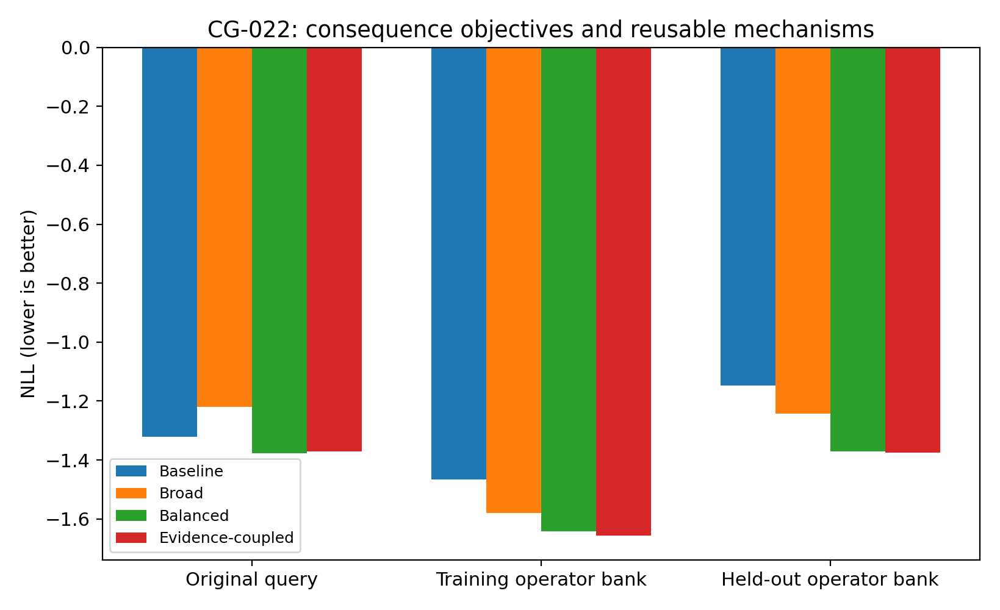 CG-022: consequence objectives and reusable mechanisms
NLL (lower is better)
0.0
−0.2
−0.4
−0.6
−0.8
−1.0
−1.2
−1.4
−1.6
Baseline
Broad
Balanced
Evidence-coupled
Original query
Training operator bank
Held-out operator bank